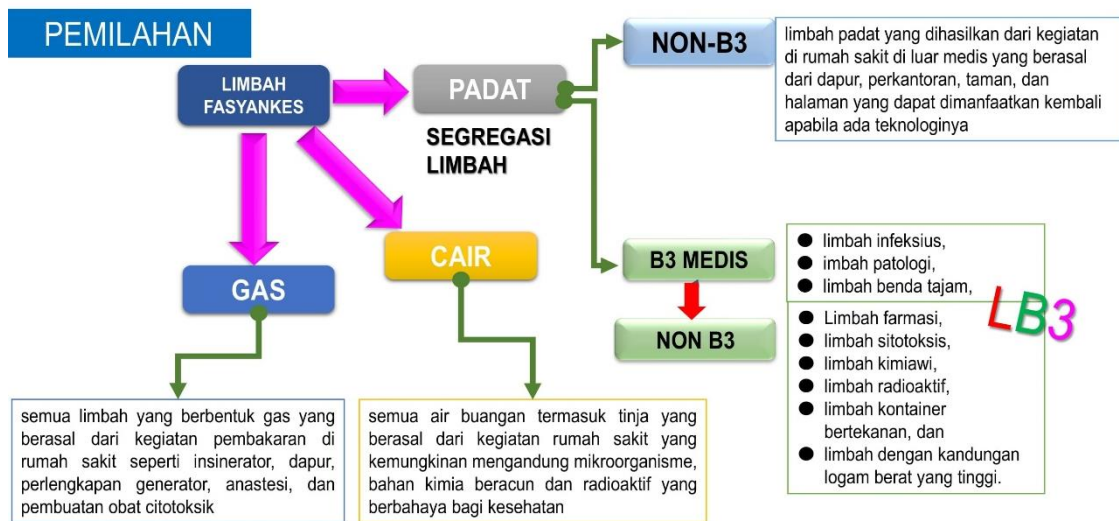 PEMILAHAN
LIMBAH
FASYANKES
PADAT
SEGREGASI
LIMBAH
NON-B3
limbah padat yang dihasilkan dari kegiatan
di rumah sakit di luar medis yang berasal
dari dapur, perkantoran, taman, dan
halaman yang dapat dimanfaatkan kembali
apabila ada teknologinya
CAIR
GAS
B3 MEDIS
NON B3
● limbah infeksius,
● imbah patologi,
● limbah benda tajam,
● Limbah farmasi,
● limbah sitotoksis,
● limbah kimiawi,
● limbah radioaktif,
● limbah kontainer
bertekanan, dan
● limbah dengan kandungan
logam berat yang tinggi.
LB3
semua limbah yang berbentuk gas yang
berasal dari kegiatan pembakaran di
rumah sakit seperti insinerator, dapur,
perlengkapan generator, anastesi, dan
pembuatan obat citotoksik
semua air buangan termasuk tinja yang
berasal dari kegiatan rumah sakit yang
kemungkinan mengandung mikroorganisme,
bahan kimia beracun dan radioaktif yang
berbahaya bagi kesehatan